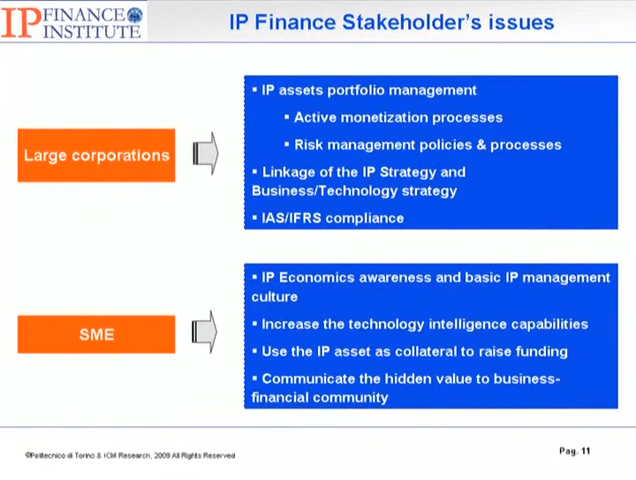 IP FINANCE INSTITUTE
IP Finance Stakeholder's issues
Large corporations
▪ IP assets portfolio management
▪ Active monetization processes
▪ Risk management policies & processes
▪ Linkage of the IP Strategy and
Business/Technology strategy
▪ IAS/IFRS compliance
SME
▪ IP Economics awareness and basic IP management
culture
▪ Increase the technology intelligence capabilities
▪ Use the IP asset as collateral to raise funding
▪ Communicate the hidden value to business-
financial community
©Politecnico di Torino & ICM Research, 2009 All Rights Reserved
Pag. 11